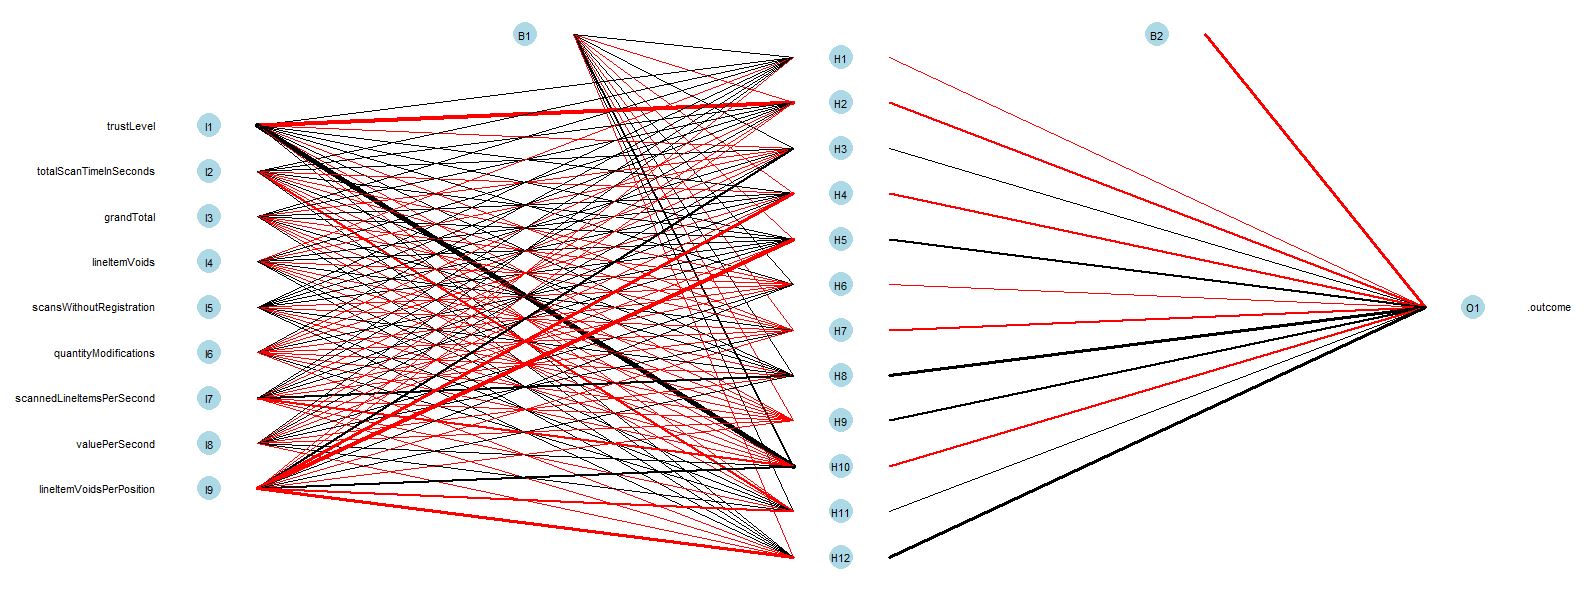 B1
B2
H1
H2
trustLevel I1
H3
totalScanTimeInSeconds I2
H4
grandTotal I3
H5
lineItemVoids I4
H6
scansWithoutRegistration I5
O1 .outcome
H7
quantityModifications I6
H8
scannedLineItemsPerSecond I7
H9
valuePerSecond I8
H10
lineItemVoidsPerPosition I9
H11
H12